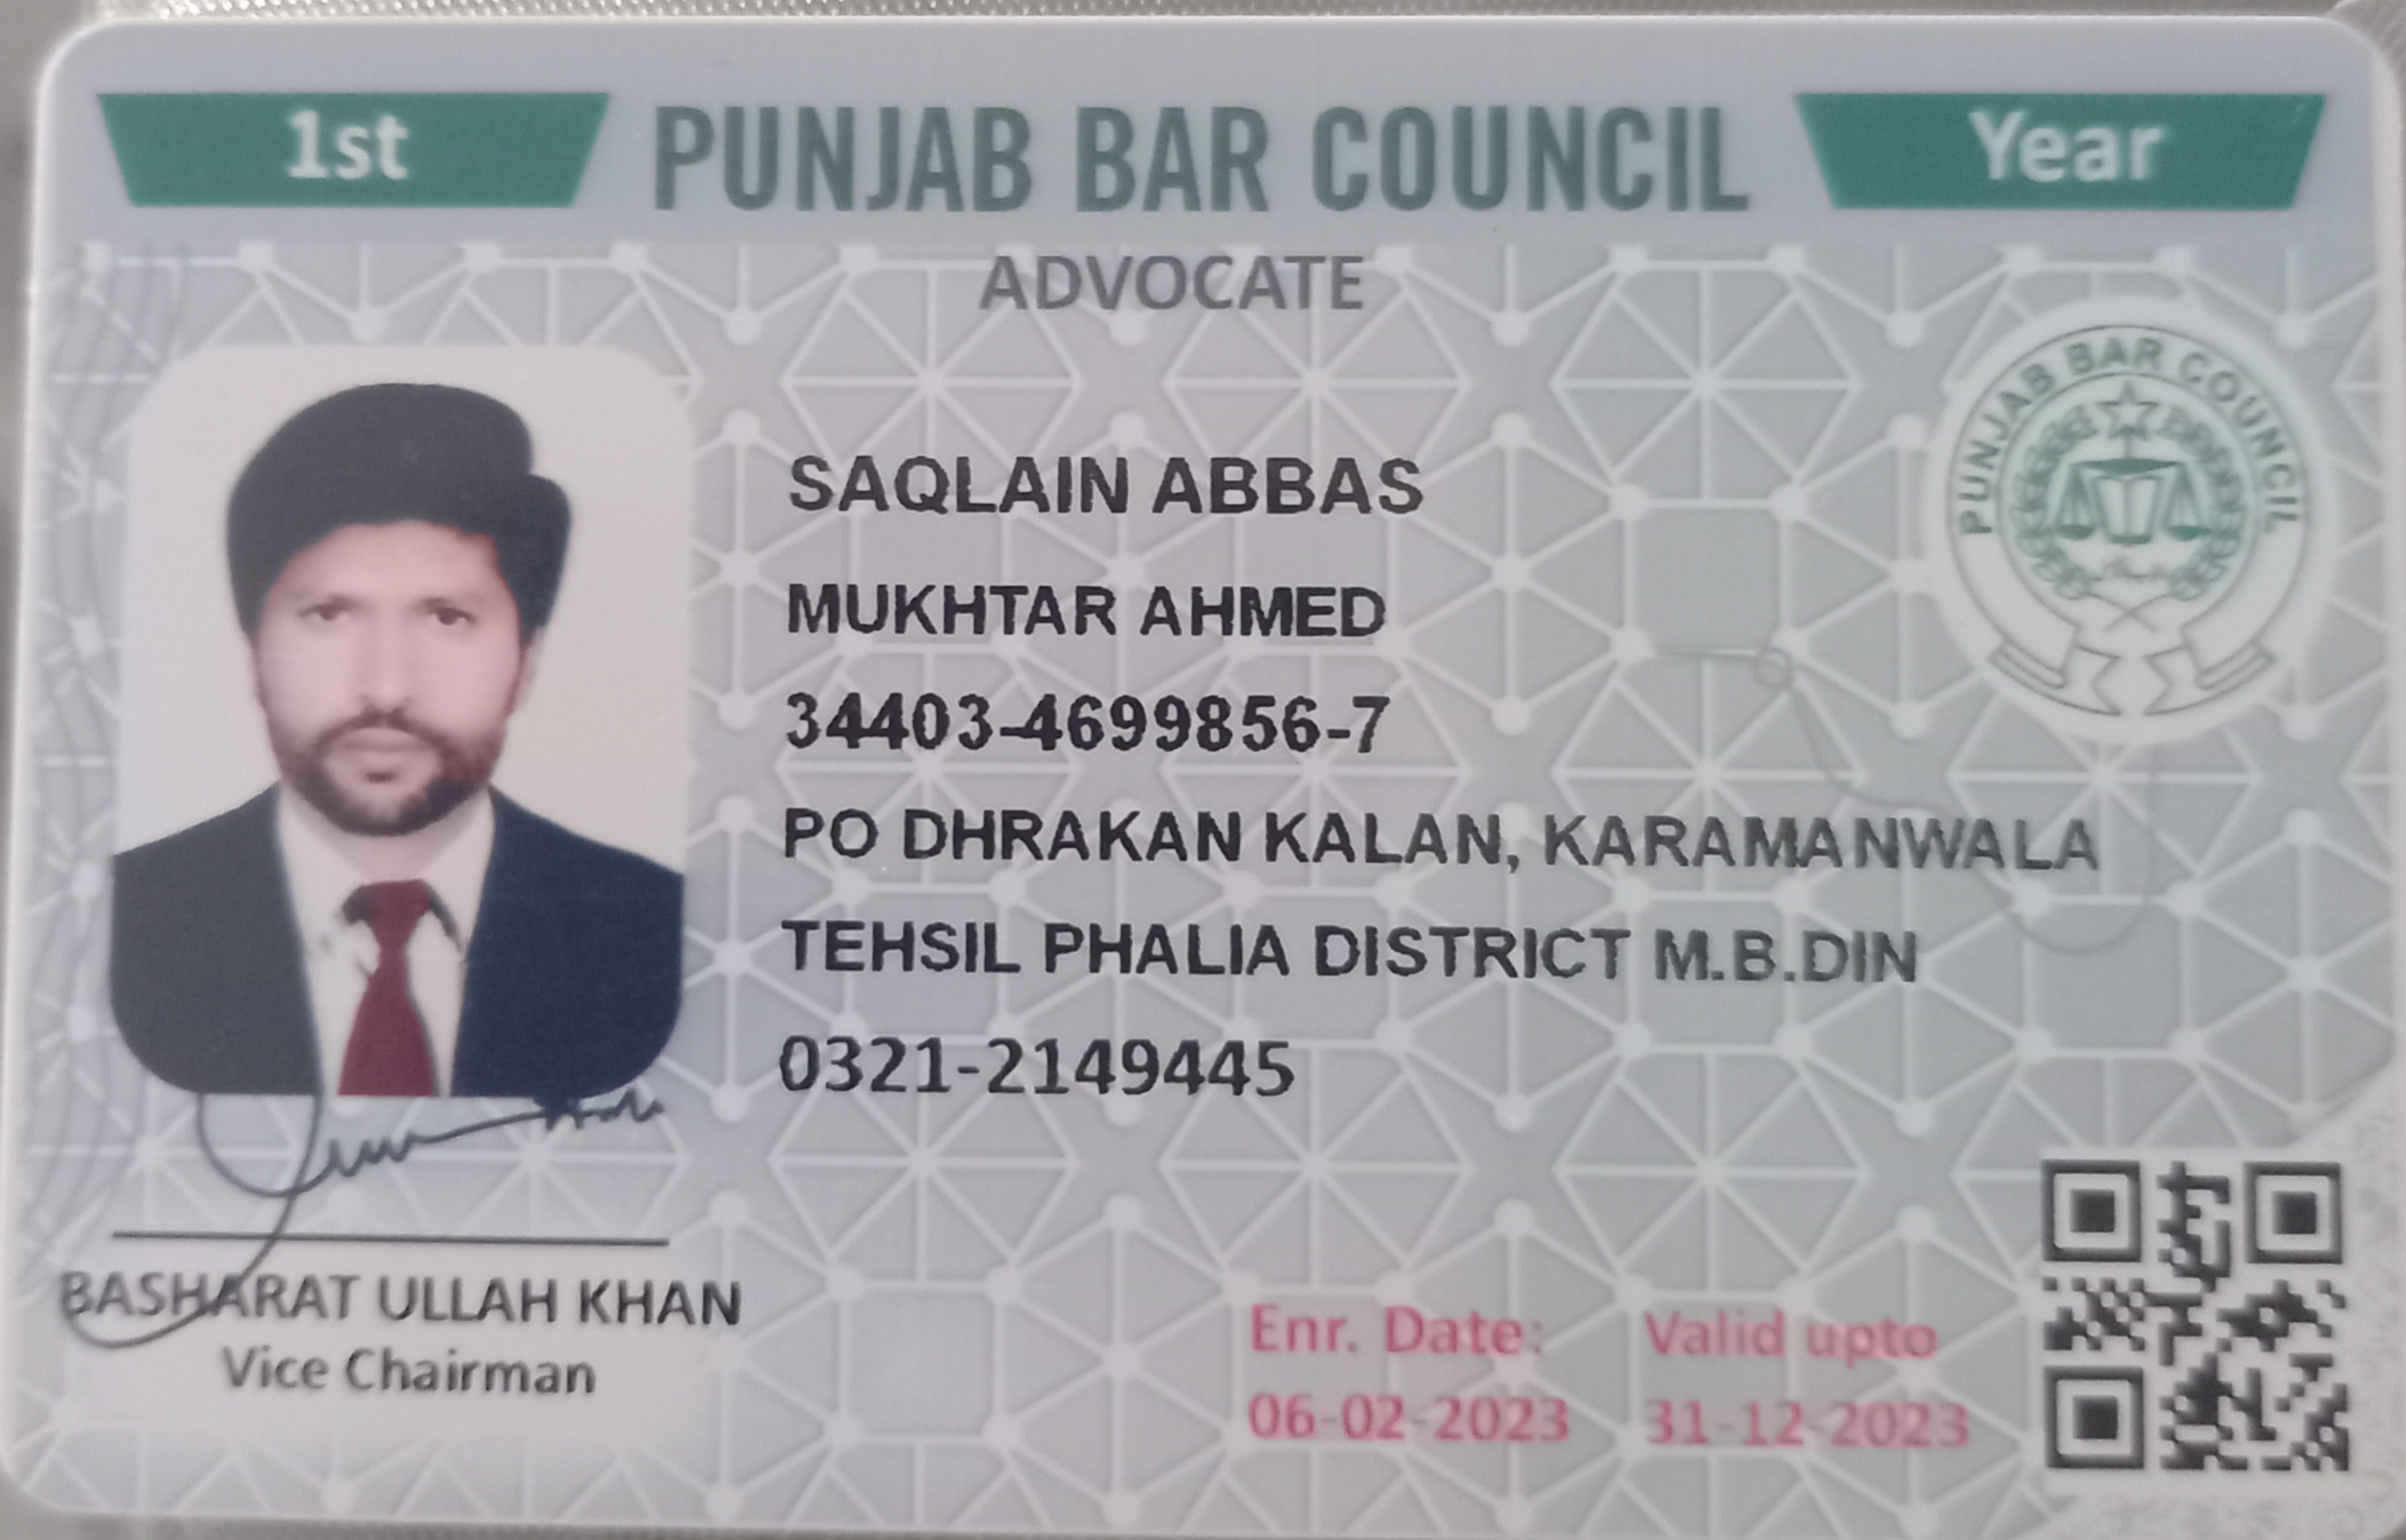 1st PUNJAB BAR COUNCIL Year
ADVOCATE
PUNJAB BAR COUNCIL
SAQLAIN ABBAS
MUKHTAR AHMED
34403-4699856-7
PO DHRAKAN KALAN, KARAMANWALA
TEHSIL PHALIA DISTRICT M.B.DIN
0321-2149445
BASHARAT ULLAH KHAN
Vice Chairman
Enr. Date: Valid upto
06-02-2023 31-12-2023